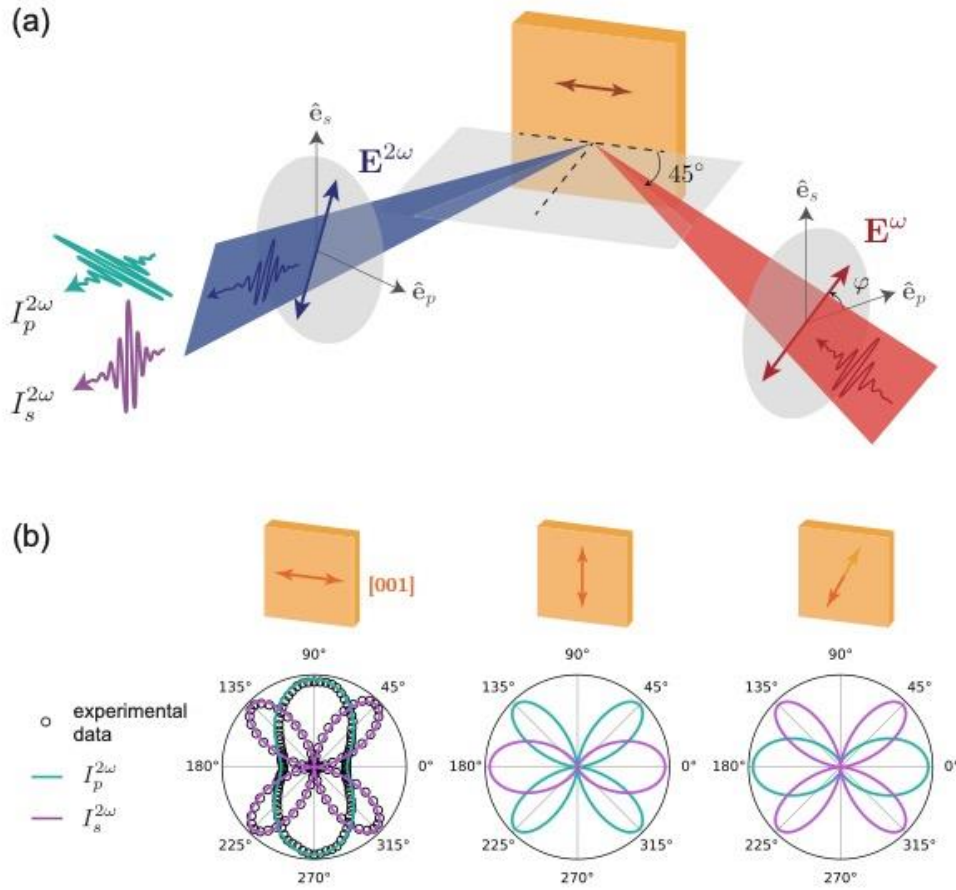 (a)
ê_s
E^2ω
45°
ê_s
E^ω
φ
ê_p
ê_p
I_p^2ω
I_s^2ω
(b)
[001]
90°
90°
90°
135°
45°
135°
45°
135°
45°
experimental
data
180°
0°
180°
0°
180°
0°
I_p^2ω
I_s^2ω
225°
315°
225°
315°
225°
315°
270°
270°
270°